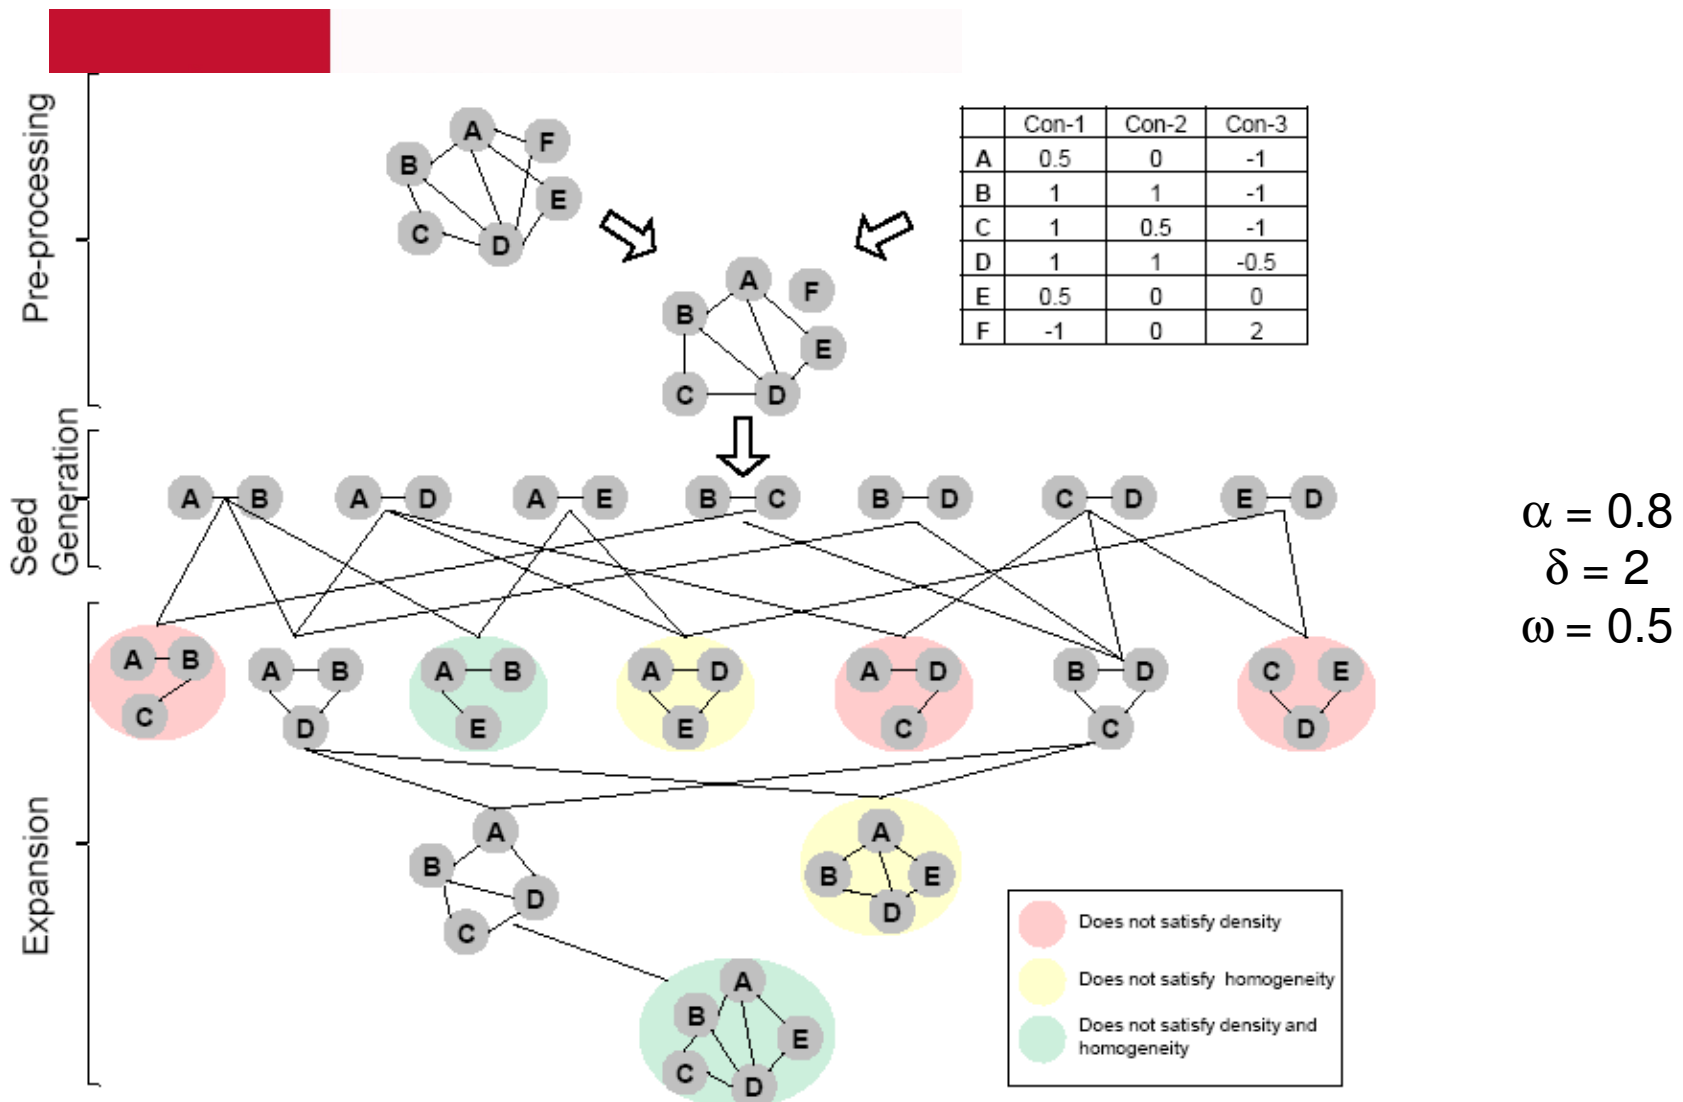 Pre-processing
A
F
B
E
C
D
Con-1 Con-2 Con-3
A 0.5 0 -1
B 1 1 -1
C 1 0.5 -1
D 1 1 -0.5
E 0.5 0 0
F -1 0 2
A
F
B
E
C
D
Seed
Generation
A B
A D
A E
B C
B D
C D
E D
α = 0.8
δ = 2
ω = 0.5
Expansion
A B
C
A B
D
A B
E
A D
E
A D
C
B D
C
C E
D
A
B
D
C
A
B E
D
A
B
E
C
D
Does not satisfy density
Does not satisfy homogeneity
Does not satisfy density and
homogeneity